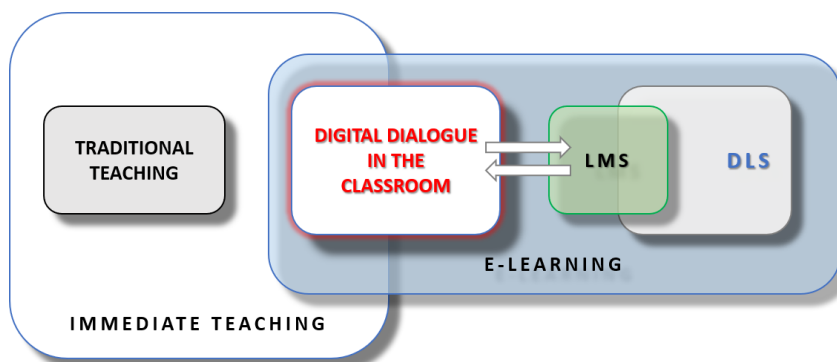 TRADITIONAL
TEACHING
DIGITAL DIALOGUE
IN THE
CLASSROOM
LMS
DLS
E-LEARNING
IMMEDIATE TEACHING